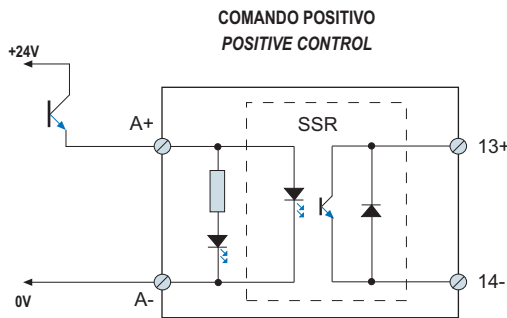 COMANDO POSITIVO
POSITIVE CONTROL
+24V
A+
SSR
13+
14-
0V
A-